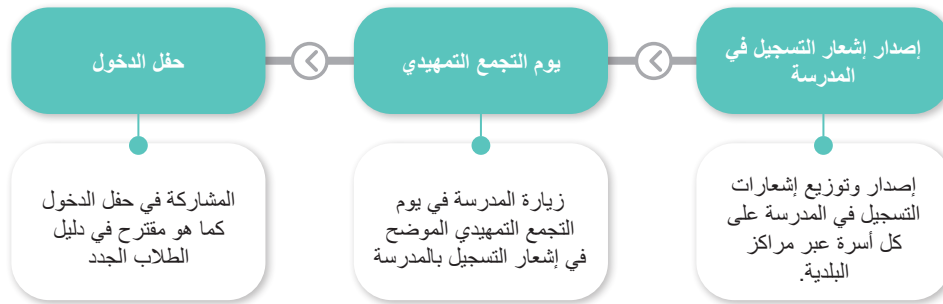 إصدار إشعار التسجيل في
المدرسة
يوم التجمع التمهيدي
حفل الدخول
إصدار وتوزيع إشعارات
التسجيل في المدرسة على
كل أسرة عبر مراكز
البلدية.
زيارة المدرسة في يوم
التجمع التمهيدي الموضح
في إشعار التسجيل بالمدرسة
المشاركة في حفل الدخول
كما هو مقترح في دليل
الطلاب الجدد